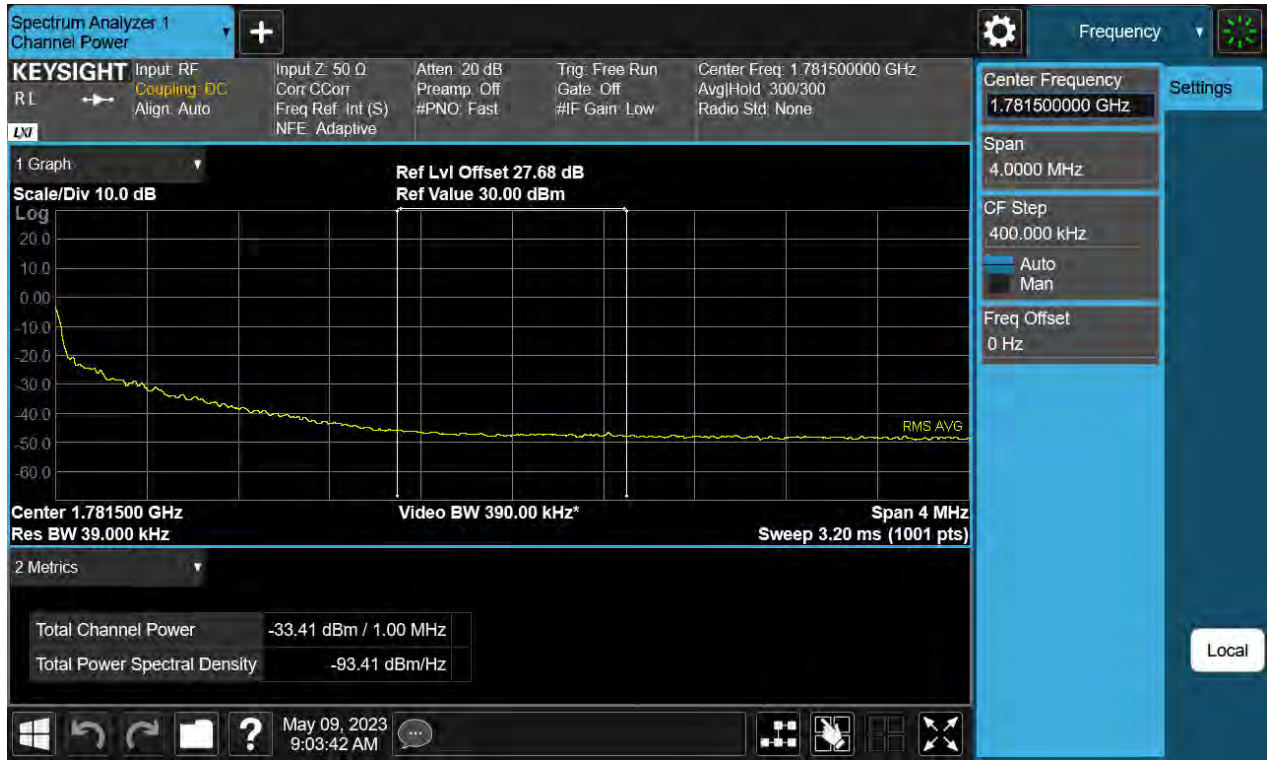 Spectrum Analyzer 1
Channel Power
Frequency
KEYSIGHT
RL
LXI
Input: RF
Coupling: DC
Align: Auto
Input Z: 50 Ω
Corr CCorr
Freq Ref: Int (S)
NFE: Adaptive
Atten: 20 dB
Preamp: Off
#PNO: Fast
Trig: Free Run
Gate: Off
#IF Gain: Low
Center Freq: 1.781500000 GHz
Avg|Hold: 300/300
Radio Std: None
Center Frequency
1.781500000 GHz
Settings
Span
4.0000 MHz
CF Step
400.000 kHz
Auto
Man
Freq Offset
0 Hz
Local
1 Graph
Scale/Div 10.0 dB
Ref Lvl Offset 27.68 dB
Ref Value 30.00 dBm
Log
20.0
10.0
0.00
-10.0
-20.0
-30.0
-40.0
-50.0
-60.0
RMS AVG
Center 1.781500 GHz
Res BW 39.000 kHz
Video BW 390.00 kHz*
Span 4 MHz
Sweep 3.20 ms (1001 pts)
2 Metrics
Total Channel Power -33.41 dBm / 1.00 MHz
Total Power Spectral Density -93.41 dBm/Hz
?
May 09, 2023
9:03:42 AM